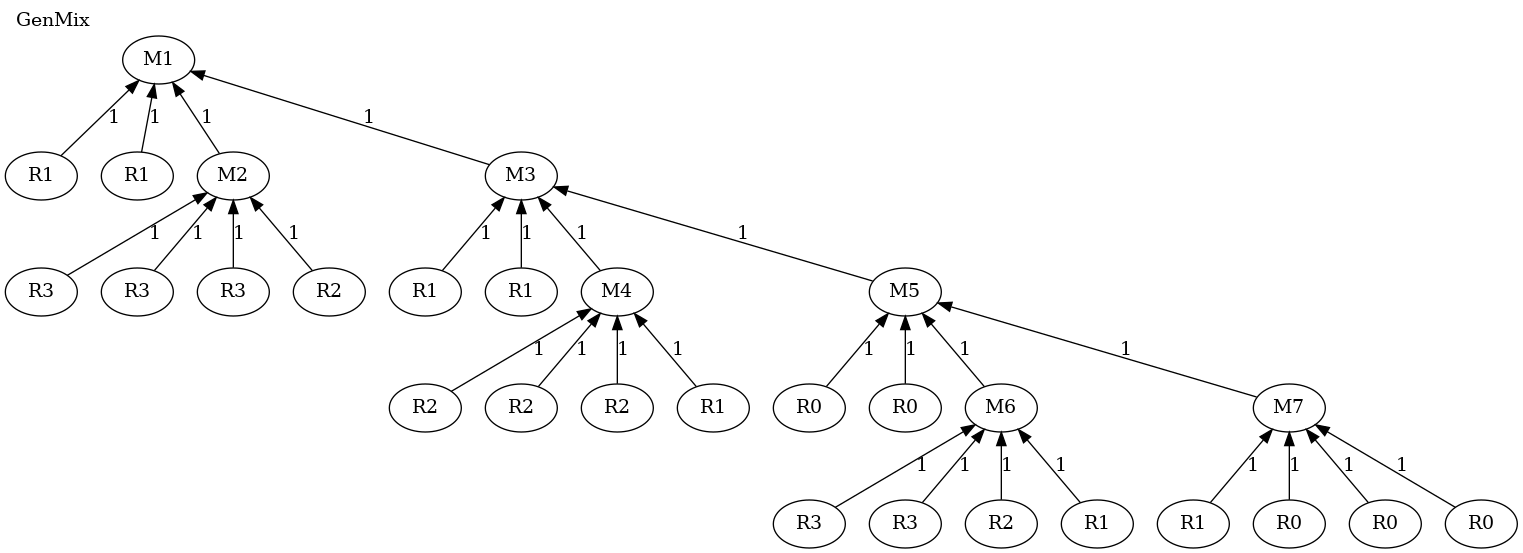 GenMix
M1
1 1 1 1
R1 R1 M2 M3
1 1 1 1 1 1 1 1
R3 R3 R3 R2 R1 R1 M4 M5
1 1 1 1 1 1 1 1
R2 R2 R2 R1 R0 R0 M6 M7
1 1 1 1 1 1 1 1
R3 R3 R2 R1 R1 R0 R0 R0